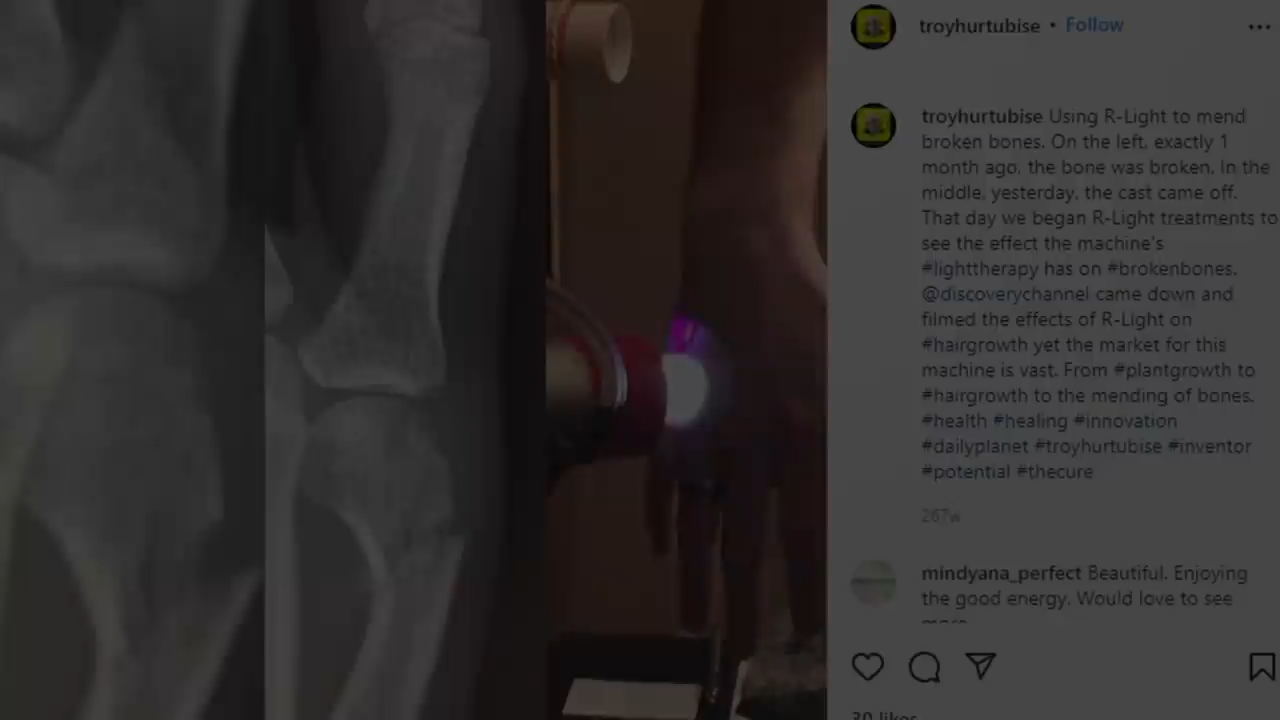 troyhurtubise • Follow
troyhurtubise Using R-Light to mend
broken bones. On the left, exactly 1
month ago, the bone was broken. In the
middle, yesterday, the cast came off.
That day we began R-Light treatments to
see the effect the machine's
#lighttherapy has on #brokenbones.
@discoverychannel came down and
filmed the effects of R-Light on
#hairgrowth yet the market for this
machine is vast. From #plantgrowth to
#hairgrowth to the mending of bones.
#health #healing #innovation
#dailyplanet #troyhurtubise #inventor
#potential #thecure
267w
mindyana_perfect Beautiful. Enjoying
the good energy. Would love to see
more
30 likes